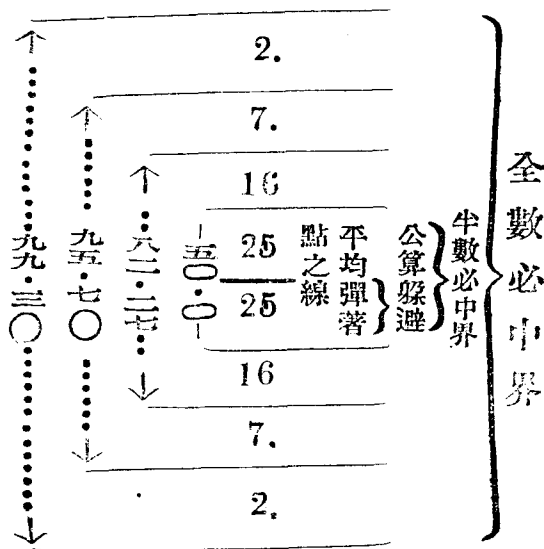 全數必中界
半數必中界
公算躱避
平均彈著
點之線
2.
7.
16
25
25
16
7.
2.
五〇・〇
八二・二七
九五・七〇
九九・三〇